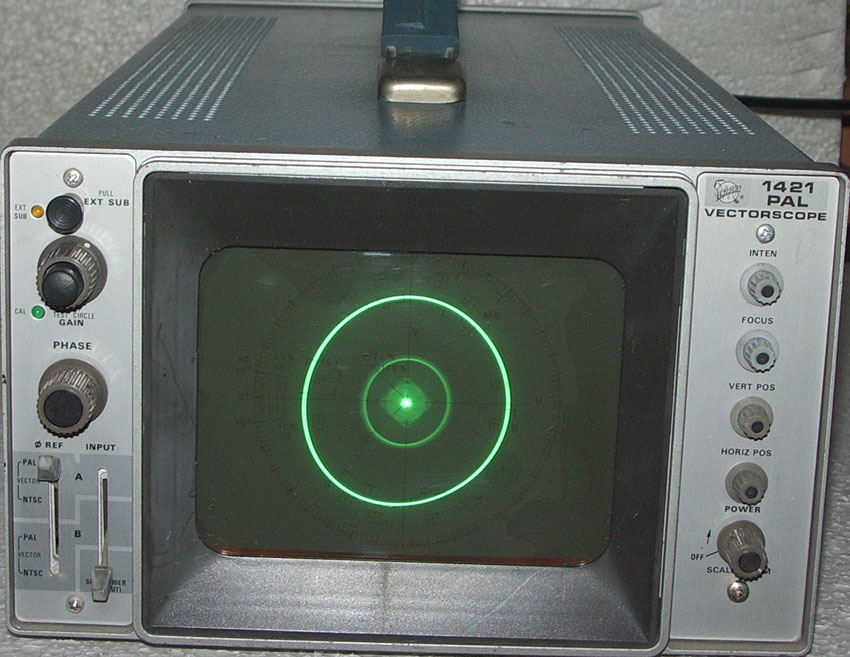 PULL
EXT SUB
EXT
SUB
CAL
TEST CIRCLE
GAIN
PHASE
Ø REF
INPUT
PAL
VECTOR
NTSC
A
B
PAL
VECTOR
NTSC
1421
PAL
VECTORSCOPE
INTEN
FOCUS
VERT POS
HORIZ POS
POWER
OFF
V